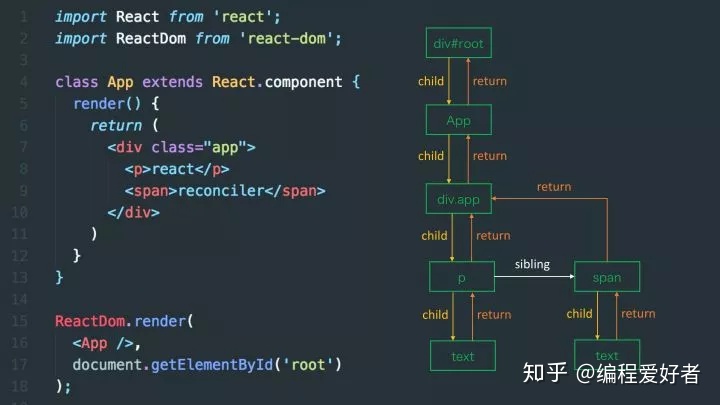 1 import React from 'react';
2 import ReactDom from 'react-dom';
3
4 class App extends React.component {
5 render() {
6 return (
7 <div class="app">
8 <p>react</p>
9 <span>reconciler</span>
10 </div>
11 )
12 }
13 }
14
15 ReactDom.render(
16 <App />,
17 document.getElementById('root')
18 );
div#root
child return
App
child return
div.app
return
child return
p sibling span
child return child return
text text
知乎 @编程爱好者